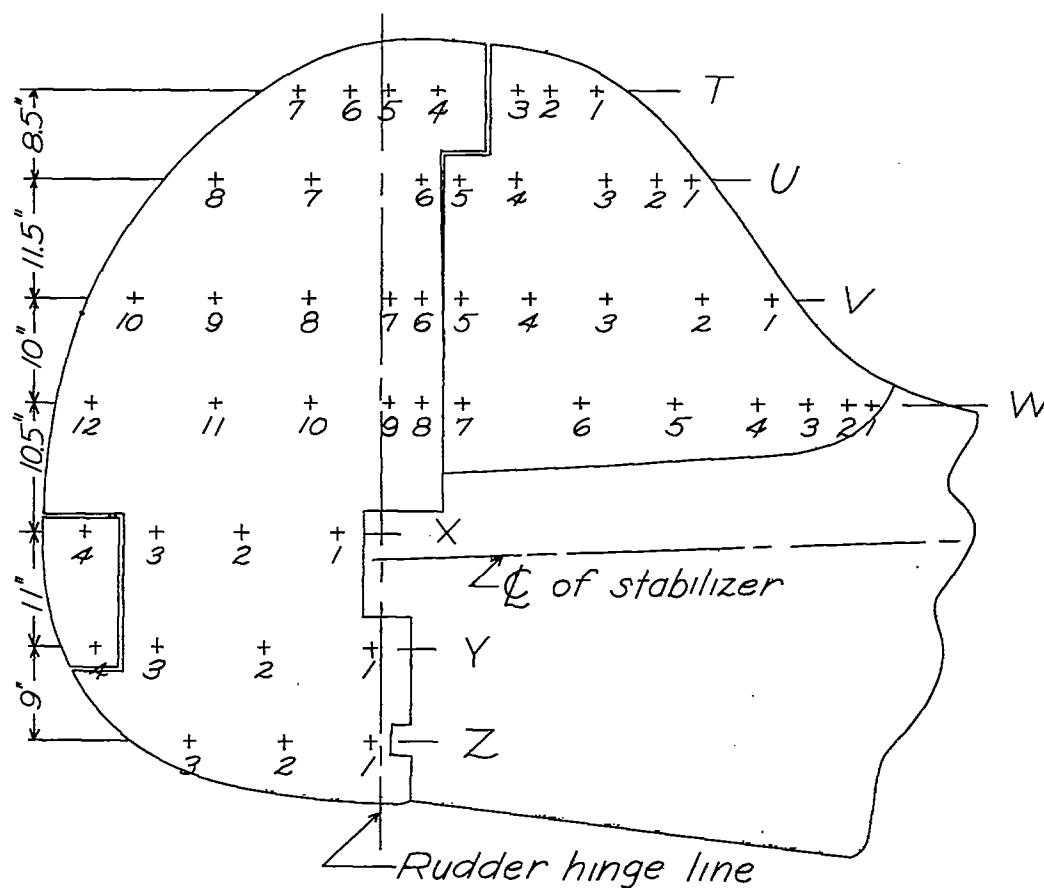 7 6 5 4 3 2 1 T
8.5"
8 7 6 5 4 3 2 1 U
11.5"
10 9 8 7 6 5 4 3 2 1 V
10"
12 11 10 9 8 7 6 5 4 3 2 1 W
10.5"
4 3 2 1 X
℄ of stabilizer
11"
4 3 2 1 Y
9"
3 2 1 Z
Rudder hinge line